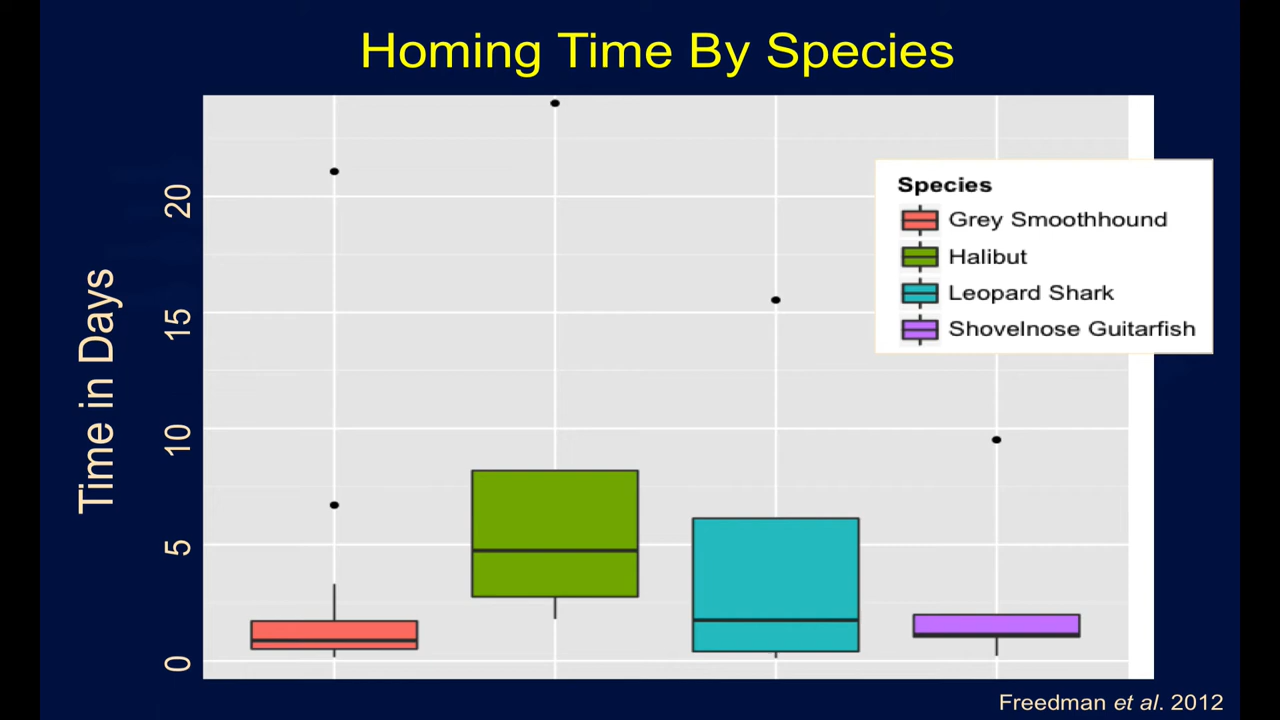 Homing Time By Species
Time in Days
20
15
10
5
0
Species
Grey Smoothhound
Halibut
Leopard Shark
Shovelnose Guitarfish
Freedman et al. 2012